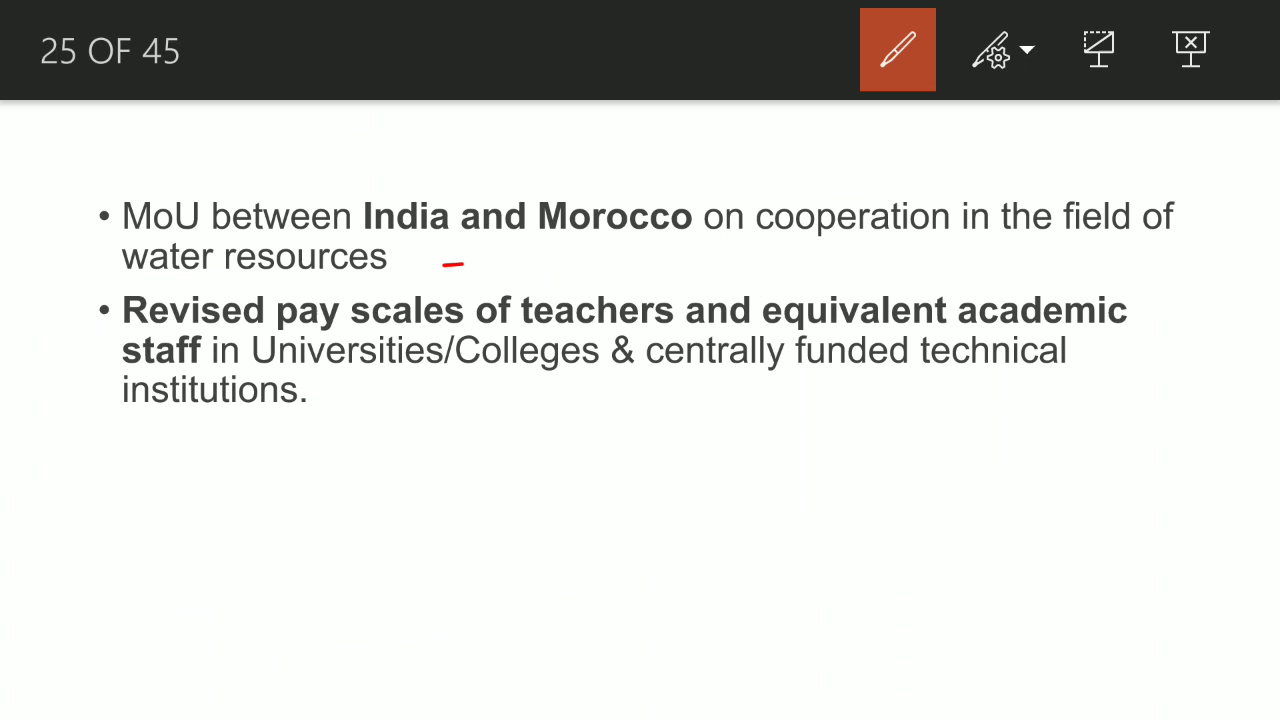 25 OF 45
• MoU between India and Morocco on cooperation in the field of
water resources
• Revised pay scales of teachers and equivalent academic
staff in Universities/Colleges & centrally funded technical
institutions.